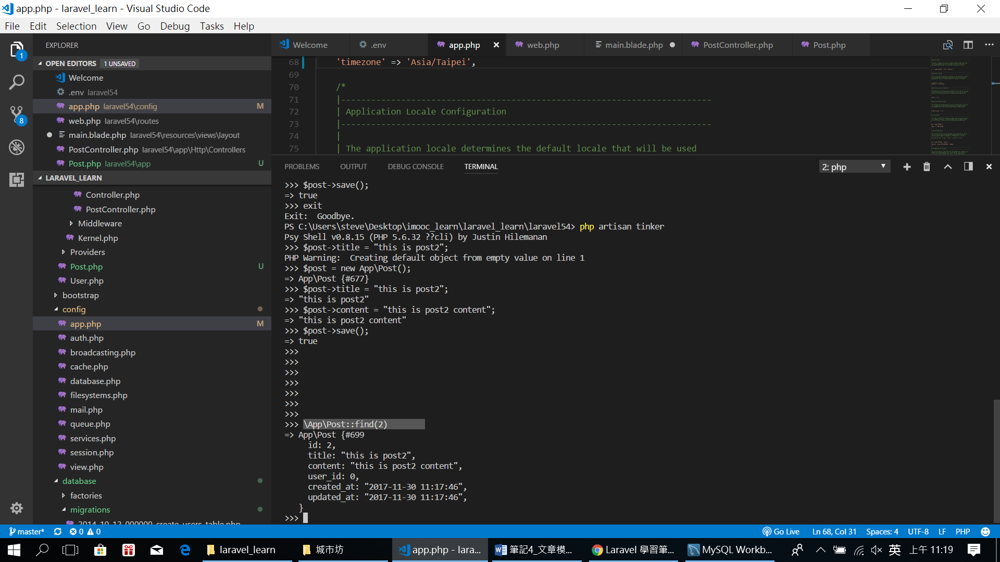 app.php - laravel_learn - Visual Studio Code
File Edit Selection View Go Debug Tasks Help
1
8
EXPLORER
OPEN EDITORS 1 UNSAVED
Welcome
.env laravel54
app.php laravel54\config M
web.php laravel54\routes
main.blade.php laravel54\resources\views\layout
PostController.php laravel54\app\Http\Controllers
Post.php laravel54\app U
LARAVEL_LEARN
Controller.php
PostController.php
Middleware
Kernel.php
Providers
Post.php U
User.php
bootstrap
config
app.php M
auth.php
broadcasting.php
cache.php
database.php
filesystems.php
mail.php
queue.php
services.php
session.php
view.php
database
factories
migrations
2014_10_12_000000_create_users_table.php
Welcome .env app.php web.php main.blade.php PostController.php Post.php
68 'timezone' => 'Asia/Taipei',
69
70 /*
71 |--------------------------------------------------------------------------
72 | Application Locale Configuration
73 |--------------------------------------------------------------------------
74 |
75 | The application locale determines the default locale that will be used
PROBLEMS OUTPUT DEBUG CONSOLE TERMINAL 2: php
>>> $post->save();
=> true
>>> exit
Exit:  Goodbye.
PS C:\Users\steve\Desktop\imooc_learn\laravel_learn\laravel54> php artisan tinker
Psy Shell v0.8.15 (PHP 5.6.32 ??cli) by Justin Hilemanan
>>> $post->title = "this is post2";
PHP Warning:  Creating default object from empty value on line 1
>>> $post = new App\Post();
=> App\Post {#677}
>>> $post->title = "this is post2";
=> "this is post2"
>>> $post->content = "this is post2 content";
=> "this is post2 content"
>>> $post->save();
=> true
>>>
>>>
>>>
>>>
>>>
>>>
>>>
>>> \App\Post::find(2)
=> App\Post {#699
id: 2,
title: "this is post2",
content: "this is post2 content",
user_id: 0,
created_at: "2017-11-30 11:17:46",
updated_at: "2017-11-30 11:17:46",
}
>>>
master* 0 0 Go Live Ln 68, Col 31 Spaces: 4 UTF-8 LF PHP
laravel_learn 城市坊 app.php - lara... 筆記4_文章模... Laravel 學習筆... MySQL Workb... 英 上午 11:19